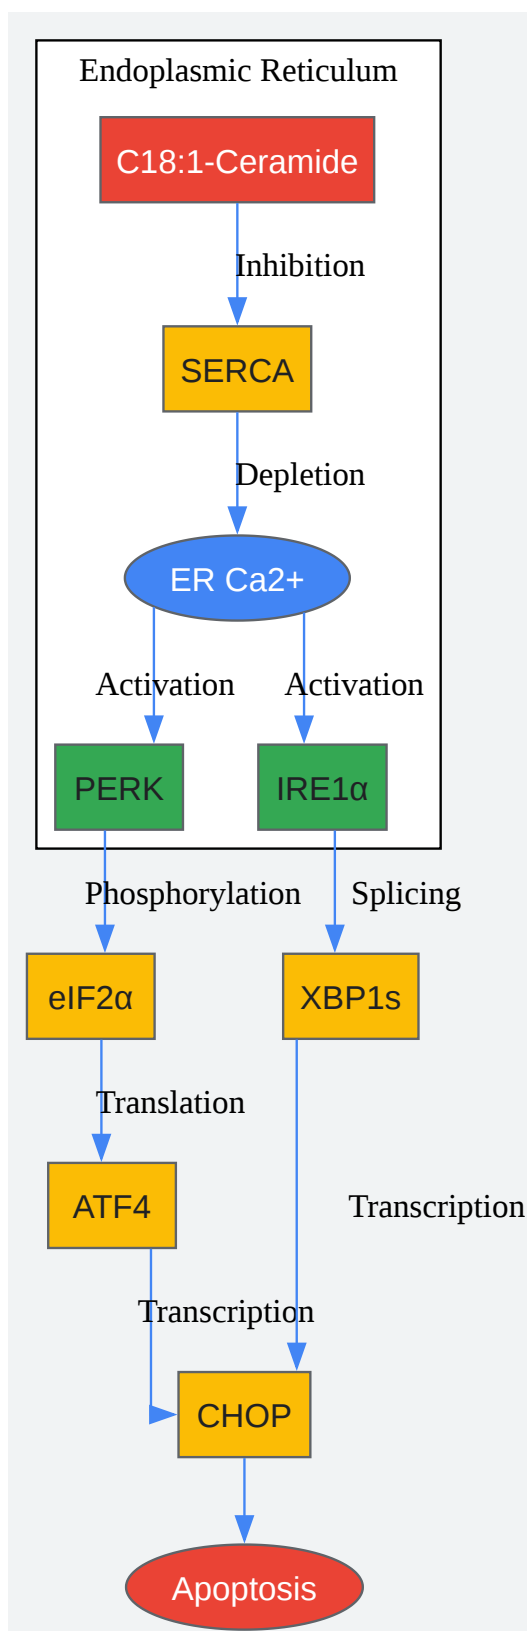 Endoplasmic Reticulum
C18:1-Ceramide
Inhibition
SERCA
Depletion
ER Ca2+
Activation
Activation
PERK
IRE1α
Phosphorylation
Splicing
eIF2α
XBP1s
Translation
ATF4
Transcription
Transcription
CHOP
Apoptosis